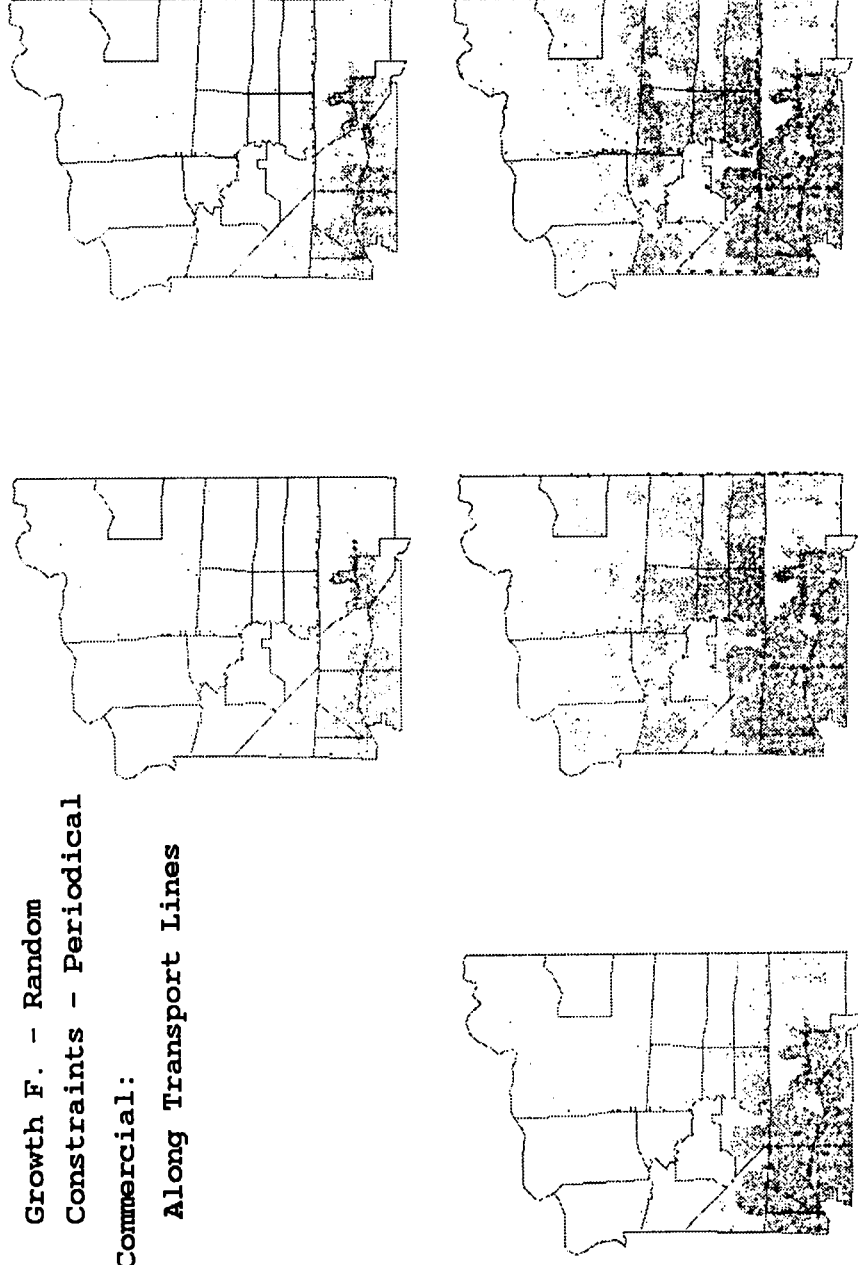 Growth F. - Random
Constraints - Periodical
Commercial:
Along Transport Lines